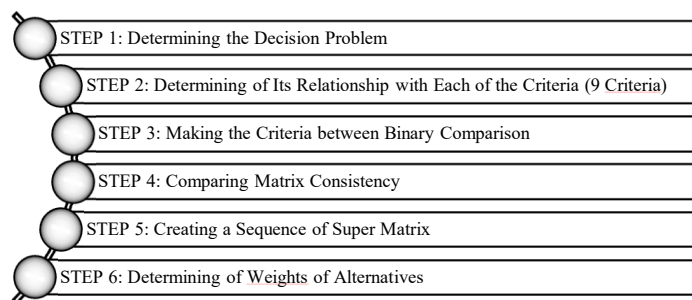 STEP 1: Determining the Decision Problem
STEP 2: Determining of Its Relationship with Each of the Criteria (9 Criteria)
STEP 3: Making the Criteria between Binary Comparison
STEP 4: Comparing Matrix Consistency
STEP 5: Creating a Sequence of Super Matrix
STEP 6: Determining of Weights of Alternatives